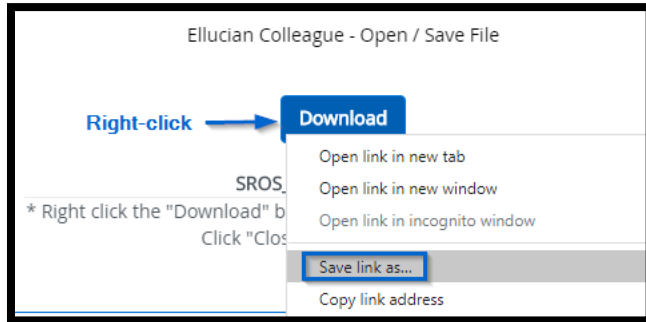 Ellucian Colleague - Open / Save File
Right-click
Download
Open link in new tab
SROS_
Open link in new window
* Right click the "Download" b
Open link in incognito window
Click "Clos
Save link as...
Copy link address